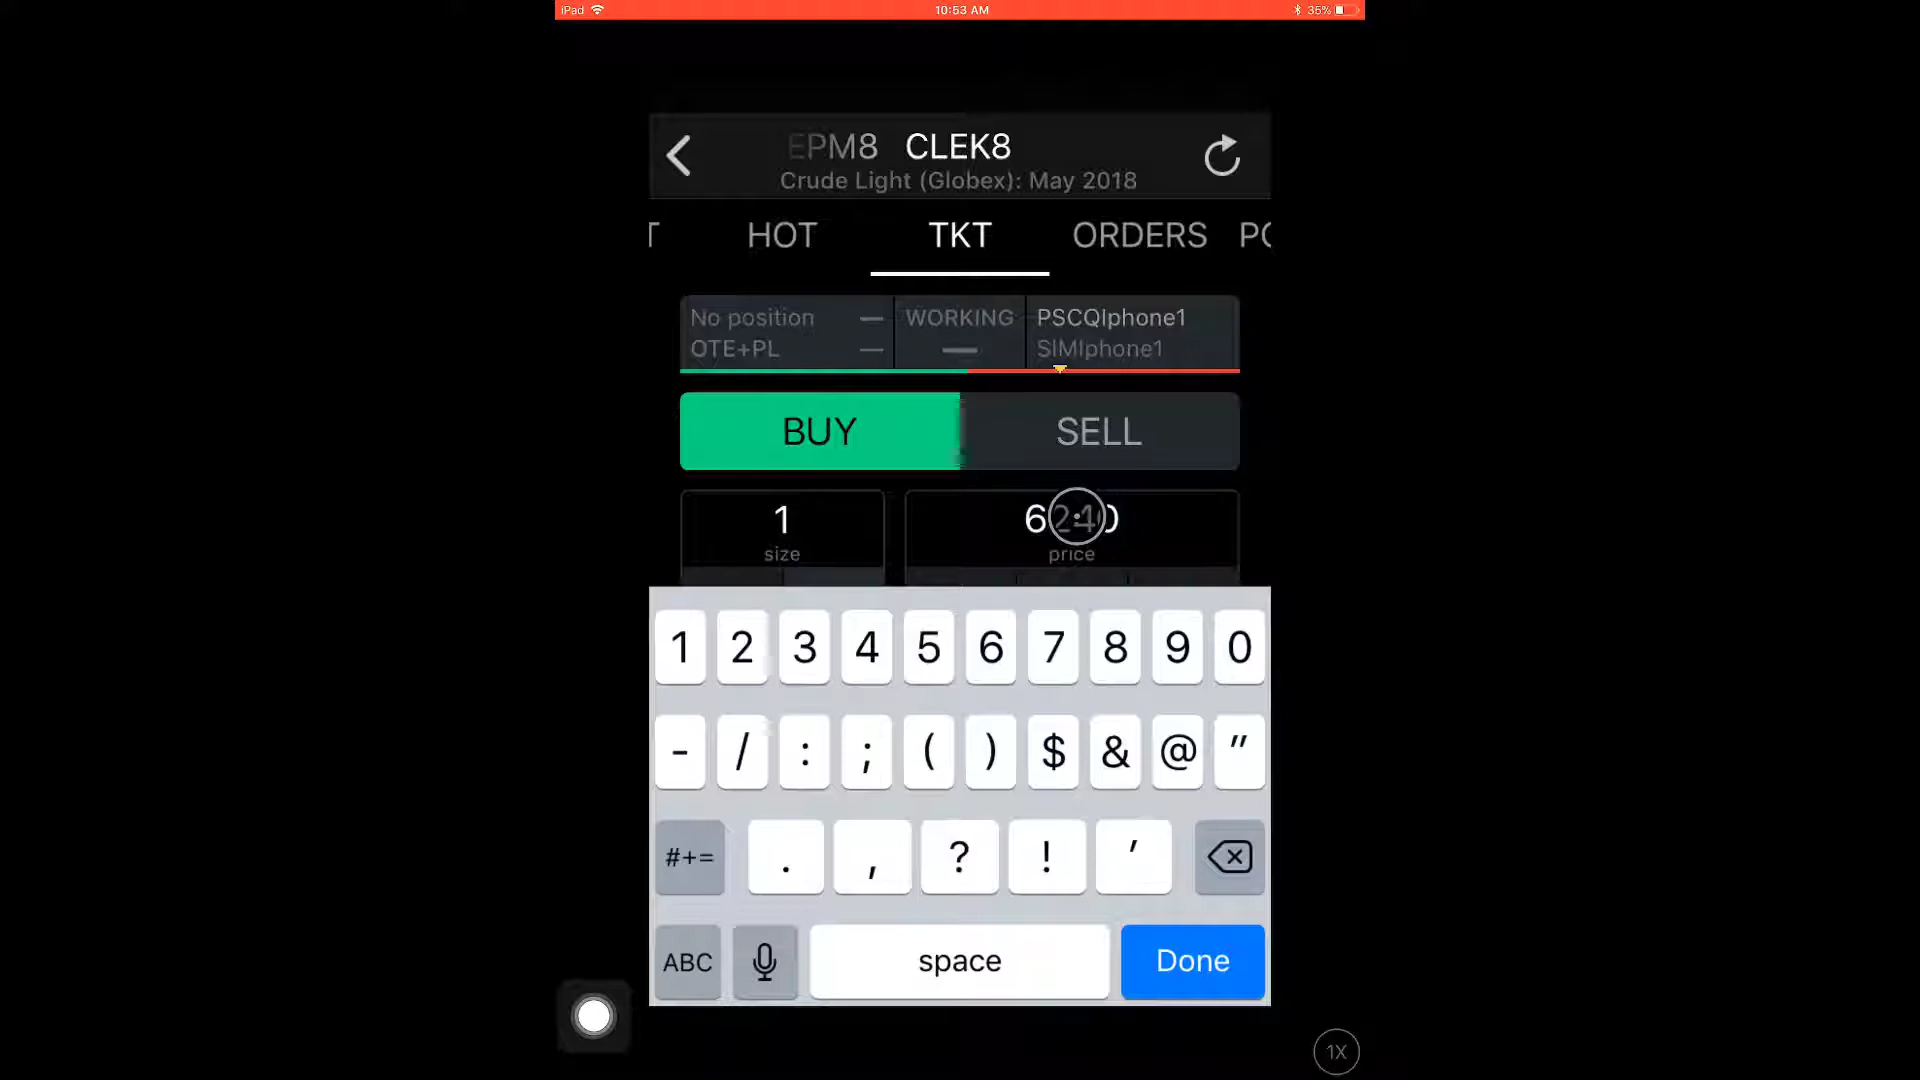 iPad 10:53 AM 35%
EPM8 CLEK8
Crude Light (Globex): May 2018
T HOT TKT ORDERS PO
No position — WORKING PSCQIphone1
OTE+PL — — SIMIphone1
BUY SELL
1
size price
1 2 3 4 5 6 7 8 9 0
- / : ; ( ) $ & @ "
#+= . , ? ! '
ABC space Done
1X